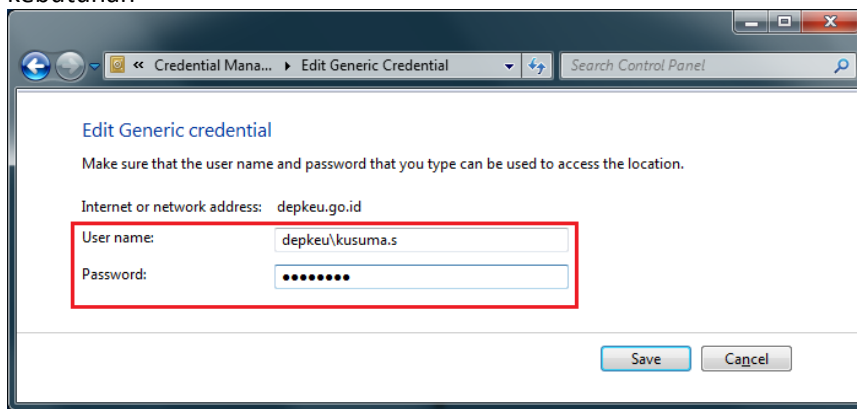 « Credential Mana... ▸ Edit Generic Credential Search Control Panel
Edit Generic credential
Make sure that the user name and password that you type can be used to access the location.
Internet or network address: depkeu.go.id
User name: depkeu\kusuma.s
Password: ••••••••
Save Cancel